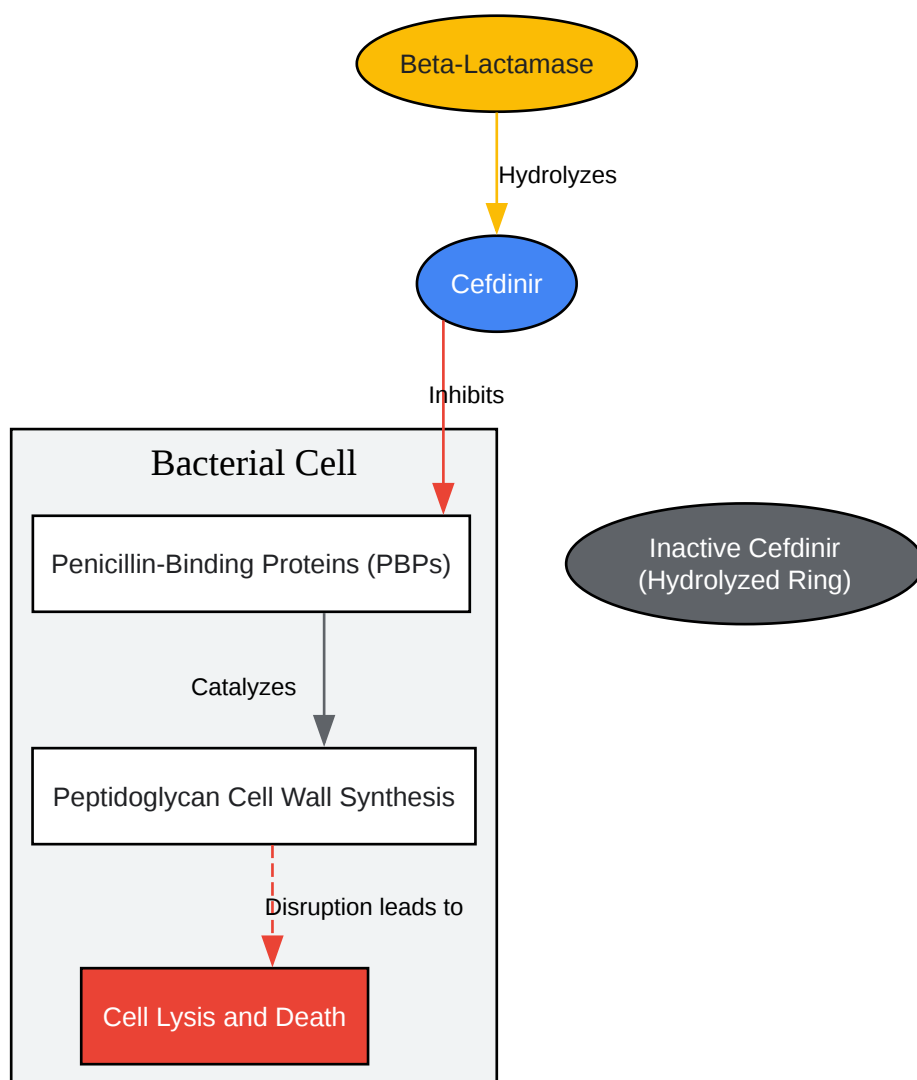 Beta-Lactamase
Hydrolyzes
Cefdinir
Inhibits
Bacterial Cell
Penicillin-Binding Proteins (PBPs)
Inactive Cefdinir
(Hydrolyzed Ring)
Catalyzes
Peptidoglycan Cell Wall Synthesis
Disruption leads to
Cell Lysis and Death